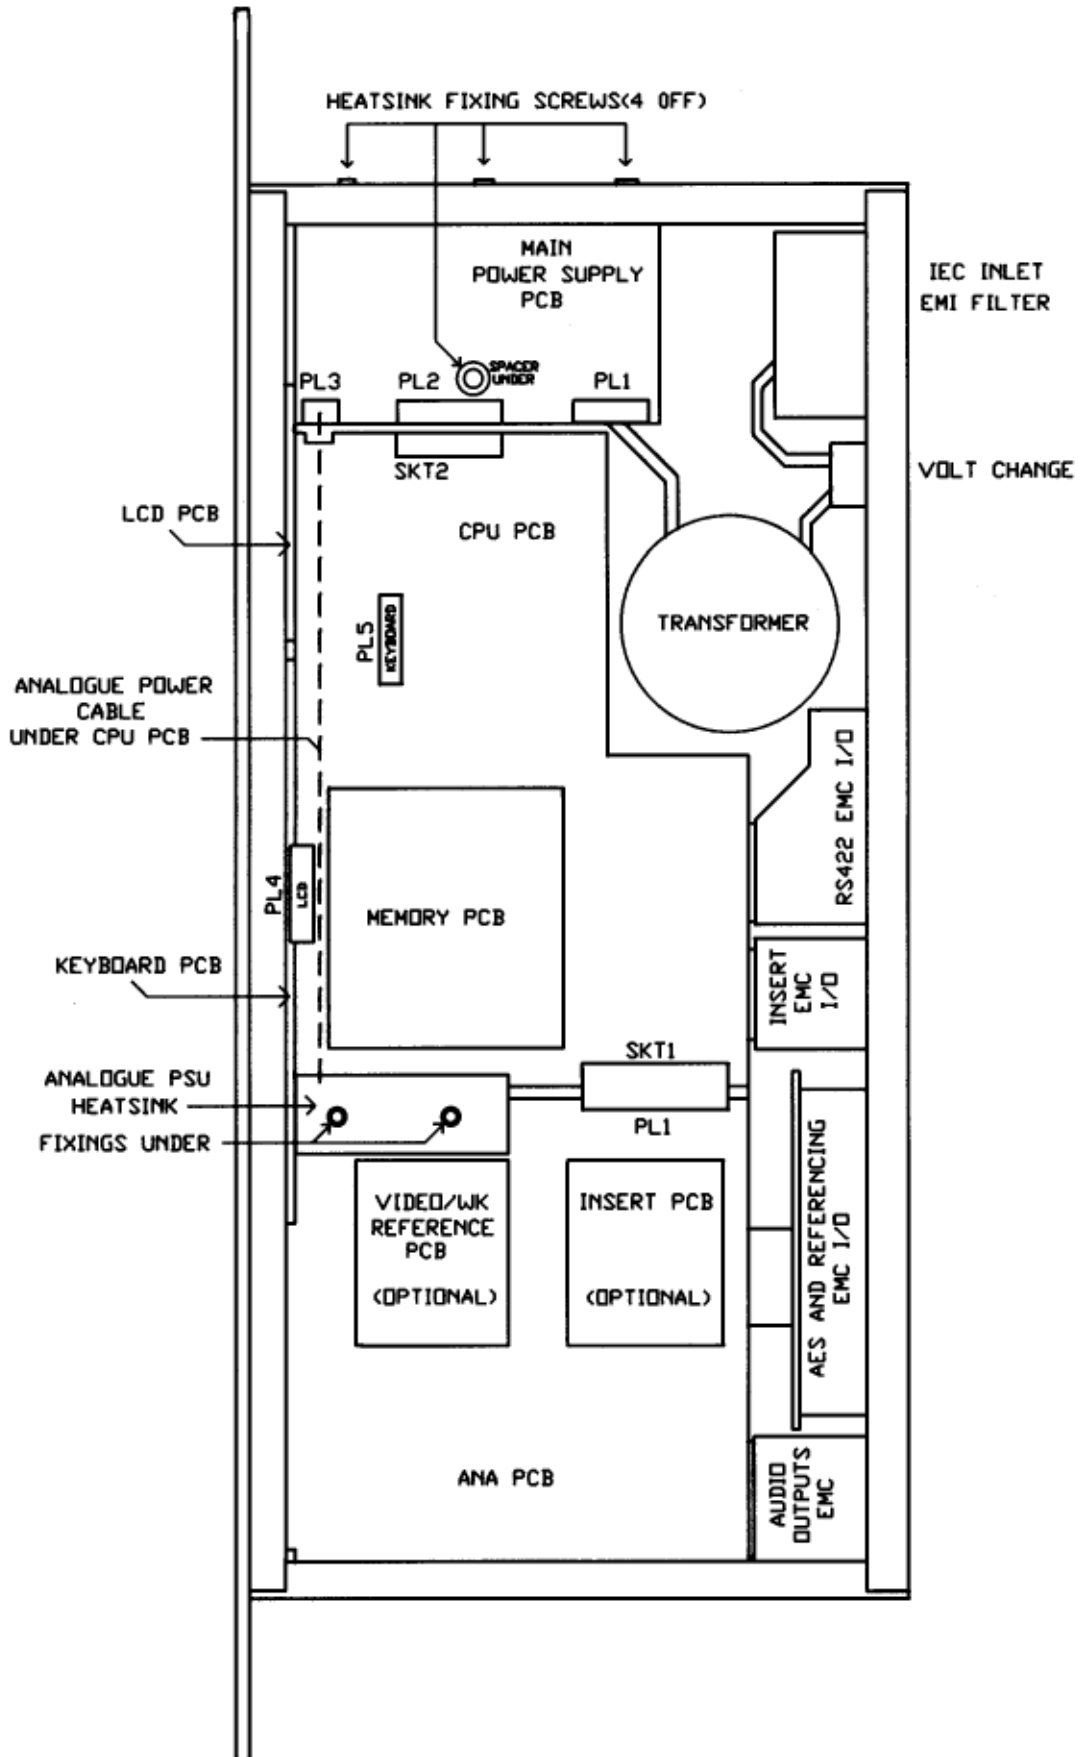 HEATSINK FIXING SCREWS(4 OFF)
MAIN
POWER SUPPLY
PCB
IEC INLET
EMI FILTER
SPACER
UNDER
PL3
PL2
PL1
SKT2
VOLT CHANGE
LCD PCB
CPU PCB
TRANSFORMER
PL5
KEYBOARD
ANALOGUE POWER
CABLE
UNDER CPU PCB
RS422 EMC I/O
PL4
LCD
MEMORY PCB
KEYBOARD PCB
INSERT
EMC
I/O
SKT1
ANALOGUE PSU
HEATSINK
PL1
FIXINGS UNDER
VIDEO/WK
REFERENCE
PCB
(OPTIONAL)
INSERT PCB
(OPTIONAL)
AES AND REFERENCING
EMC I/O
ANA PCB
AUDIO
OUTPUTS
EMC